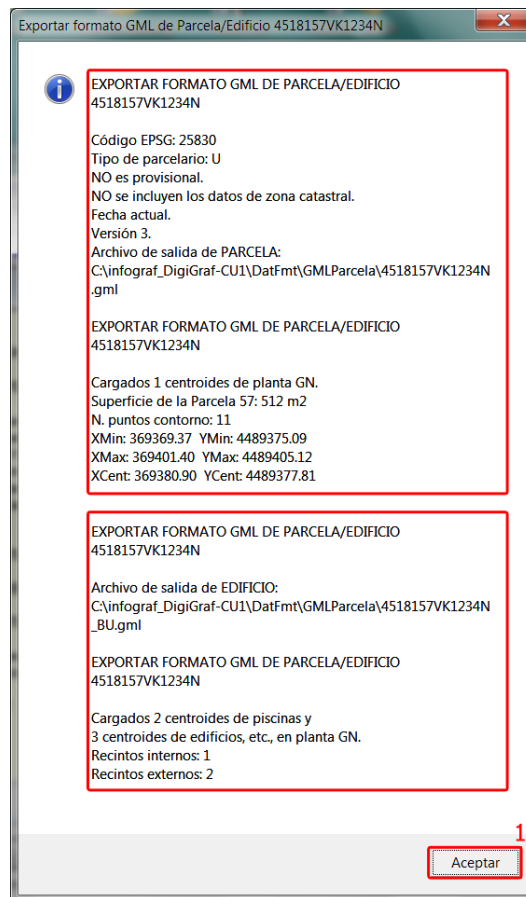 Exportar formato GML de Parcela/Edificio 4518157VK1234N
EXPORTAR FORMATO GML DE PARCELA/EDIFICIO
4518157VK1234N
Código EPSG: 25830
Tipo de parcelario: U
NO es provisional.
NO se incluyen los datos de zona catastral.
Fecha actual.
Versión 3.
Archivo de salida de PARCELA:
C:\infograf_DigiGraf-CU1\DatFmt\GMLParcela\4518157VK1234N
.gml
EXPORTAR FORMATO GML DE PARCELA/EDIFICIO
4518157VK1234N
Cargados 1 centroides de planta GN.
Superficie de la Parcela 57: 512 m2
N. puntos contorno: 11
XMin: 369369.37 YMin: 4489375.09
XMax: 369401.40 YMax: 4489405.12
XCent: 369380.90 YCent: 4489377.81
EXPORTAR FORMATO GML DE PARCELA/EDIFICIO
4518157VK1234N
Archivo de salida de EDIFICIO:
C:\infograf_DigiGraf-CU1\DatFmt\GMLParcela\4518157VK1234N
_BU.gml
EXPORTAR FORMATO GML DE PARCELA/EDIFICIO
4518157VK1234N
Cargados 2 centroides de piscinas y
3 centroides de edificios, etc., en planta GN.
Recintos internos: 1
Recintos externos: 2
1
Aceptar